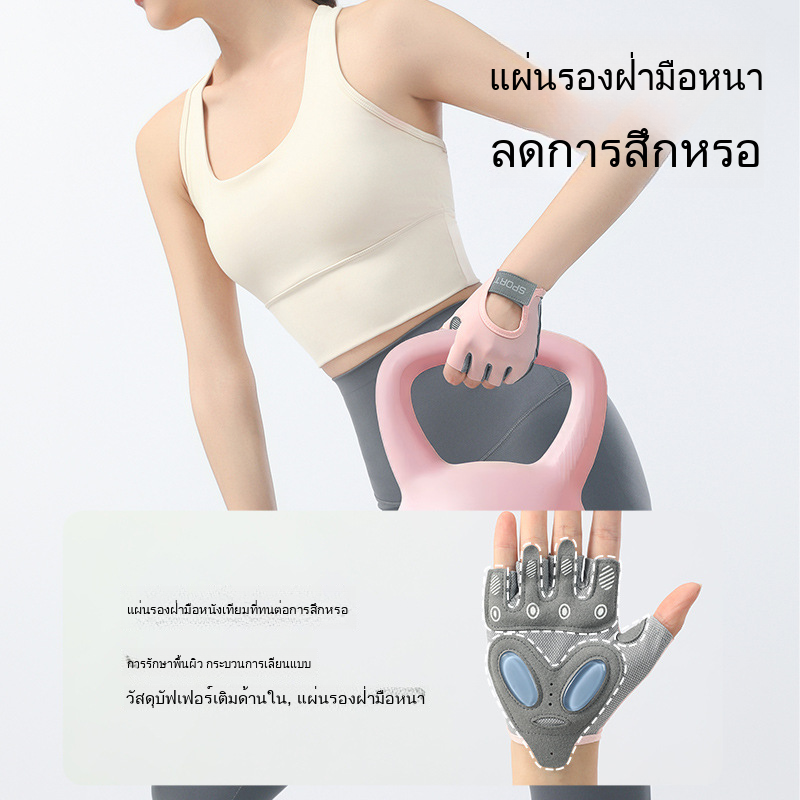 แผ่นรองฝ่ามือหนา
ลดการสึกหรอ
SPORT
แผ่นรองฝ่ามือหนังเทียมที่ทนต่อการสึกหรอ
การรักษาพื้นผิว กระบวนการเลียนแบบ
วัสดุบัฟเฟอร์เติมด้านใน, แผ่นรองฝ่ามือหนา